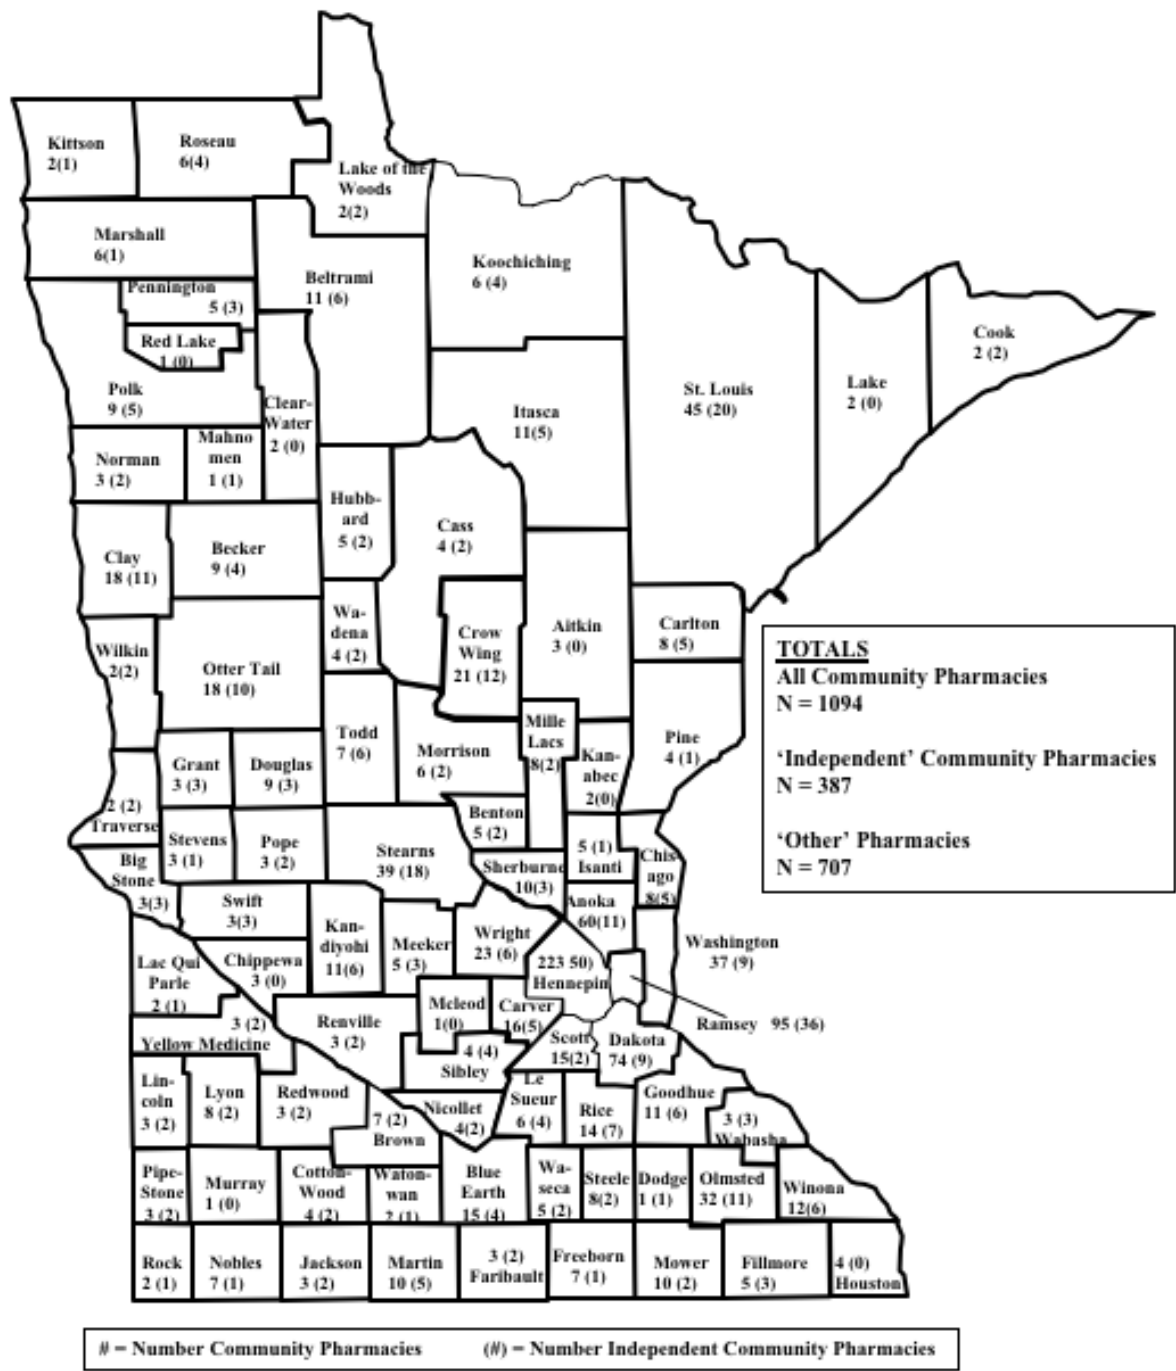 Kittson
2(1)
Roseau
6(4)
Lake of the
Woods
2(2)
Marshall
6(1)
Beltrami
11 (6)
Koochiching
6 (4)
Pennington
5 (3)
Red Lake
1 (0)
Polk
9 (5)
Clear-
Water
2 (0)
Itasca
11(5)
St. Louis
45 (20)
Lake
2 (0)
Cook
2 (2)
Norman
3 (2)
Mahno
men
1 (1)
Hubb-
ard
5 (2)
Cass
4 (2)
Clay
18 (11)
Becker
9 (4)
Wa-
dena
4 (2)
Crow
Wing
21 (12)
Aitkin
3 (0)
Carlton
8 (5)
Wilkin
2(2)
Otter Tail
18 (10)
TOTALS
All Community Pharmacies
N = 1094
‘Independent’ Community Pharmacies
N = 387
‘Other’ Pharmacies
N = 707
Todd
7 (6)
Morrison
6 (2)
Mille
Lacs
8(2)
Kan-
abec
2(0)
Pine
4 (1)
Grant
3 (3)
Douglas
9 (3)
2 (2)
Traverse
Stevens
3 (1)
Pope
3 (2)
Stearns
39 (18)
Benton
5 (2)
Sherburne
10(3)
5 (1)
Isanti
Chis-
ago
8(5)
Big
Stone
3(3)
Swift
3(3)
Kan-
diyohi
11(6)
Meeker
5 (3)
Wright
23 (6)
Anoka
60(11)
223 50)
Hennepin
Washington
37 (9)
Ramsey 95 (36)
Lac Qui
Parle
2 (1)
Chippewa
3 (0)
3 (2)
Yellow Medicine
Renville
3 (2)
Mcleod
1(0)
Carver
16(5)
4 (4)
Sibley
Scott
15(2)
Dakota
74 (9)
Lin-
coln
3 (2)
Lyon
8 (2)
Redwood
3 (2)
7 (2)
Brown
Nicollet
4(2)
Le
Sueur
6 (4)
Rice
14 (7)
Goodhue
11 (6)
3 (3)
Wabasha
Pipe-
Stone
3 (2)
Murray
1 (0)
Cotton-
Wood
4 (2)
Waton-
wan
2 (1)
Blue
Earth
15 (4)
Wa-
seca
5 (2)
Steele
8(2)
Dodge
1 (1)
Olmsted
32 (11)
Winona
12(6)
Rock
2 (1)
Nobles
7 (1)
Jackson
3 (2)
Martin
10 (5)
3 (2)
Faribault
Freeborn
7 (1)
Mower
10 (2)
Fillmore
5 (3)
4 (0)
Houston
# = Number Community Pharmacies (#) = Number Independent Community Pharmacies